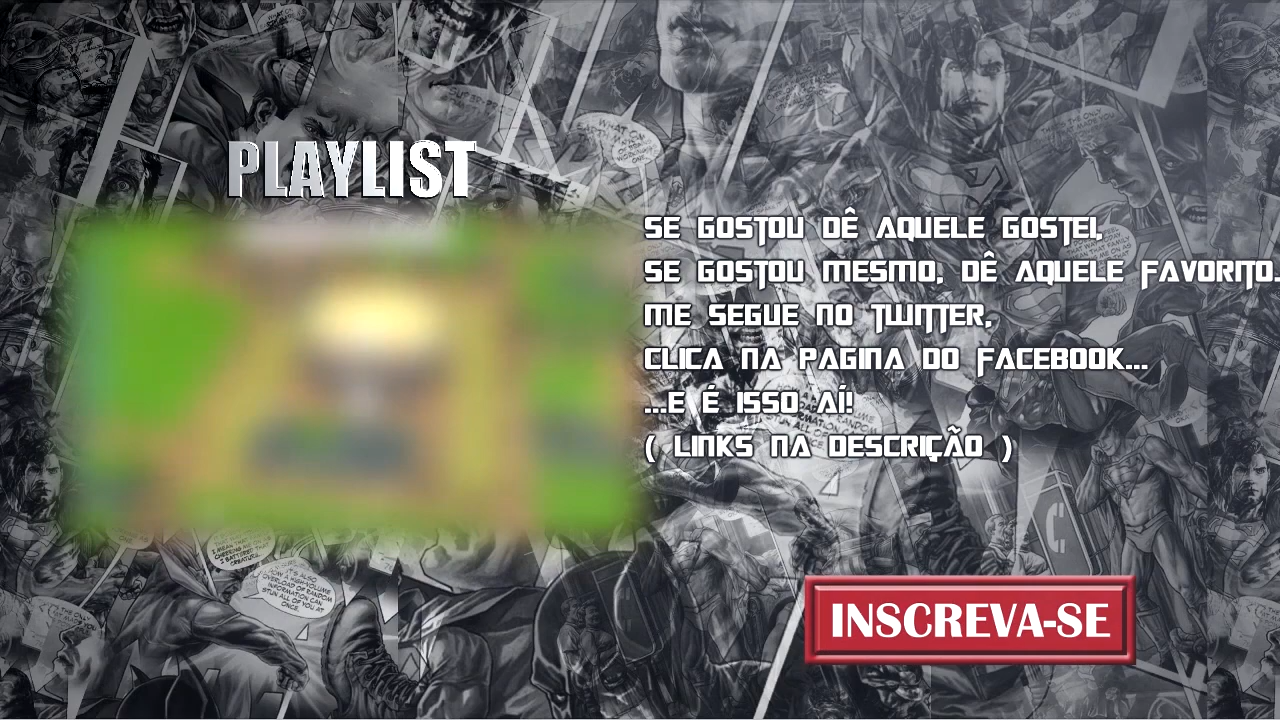 PLAYLIST
SE GOSTOU DÊ AQUELE GOSTEI,
SE GOSTOU MESMO, DÊ AQUELE FAVORITO.
ME SEGUE NO TWITTER,
CLICA NA PAGINA DO FACEBOOK...
...E É ISSO AÍ!
( LINKS NA DESCRIÇÃO )
INSCREVA-SE